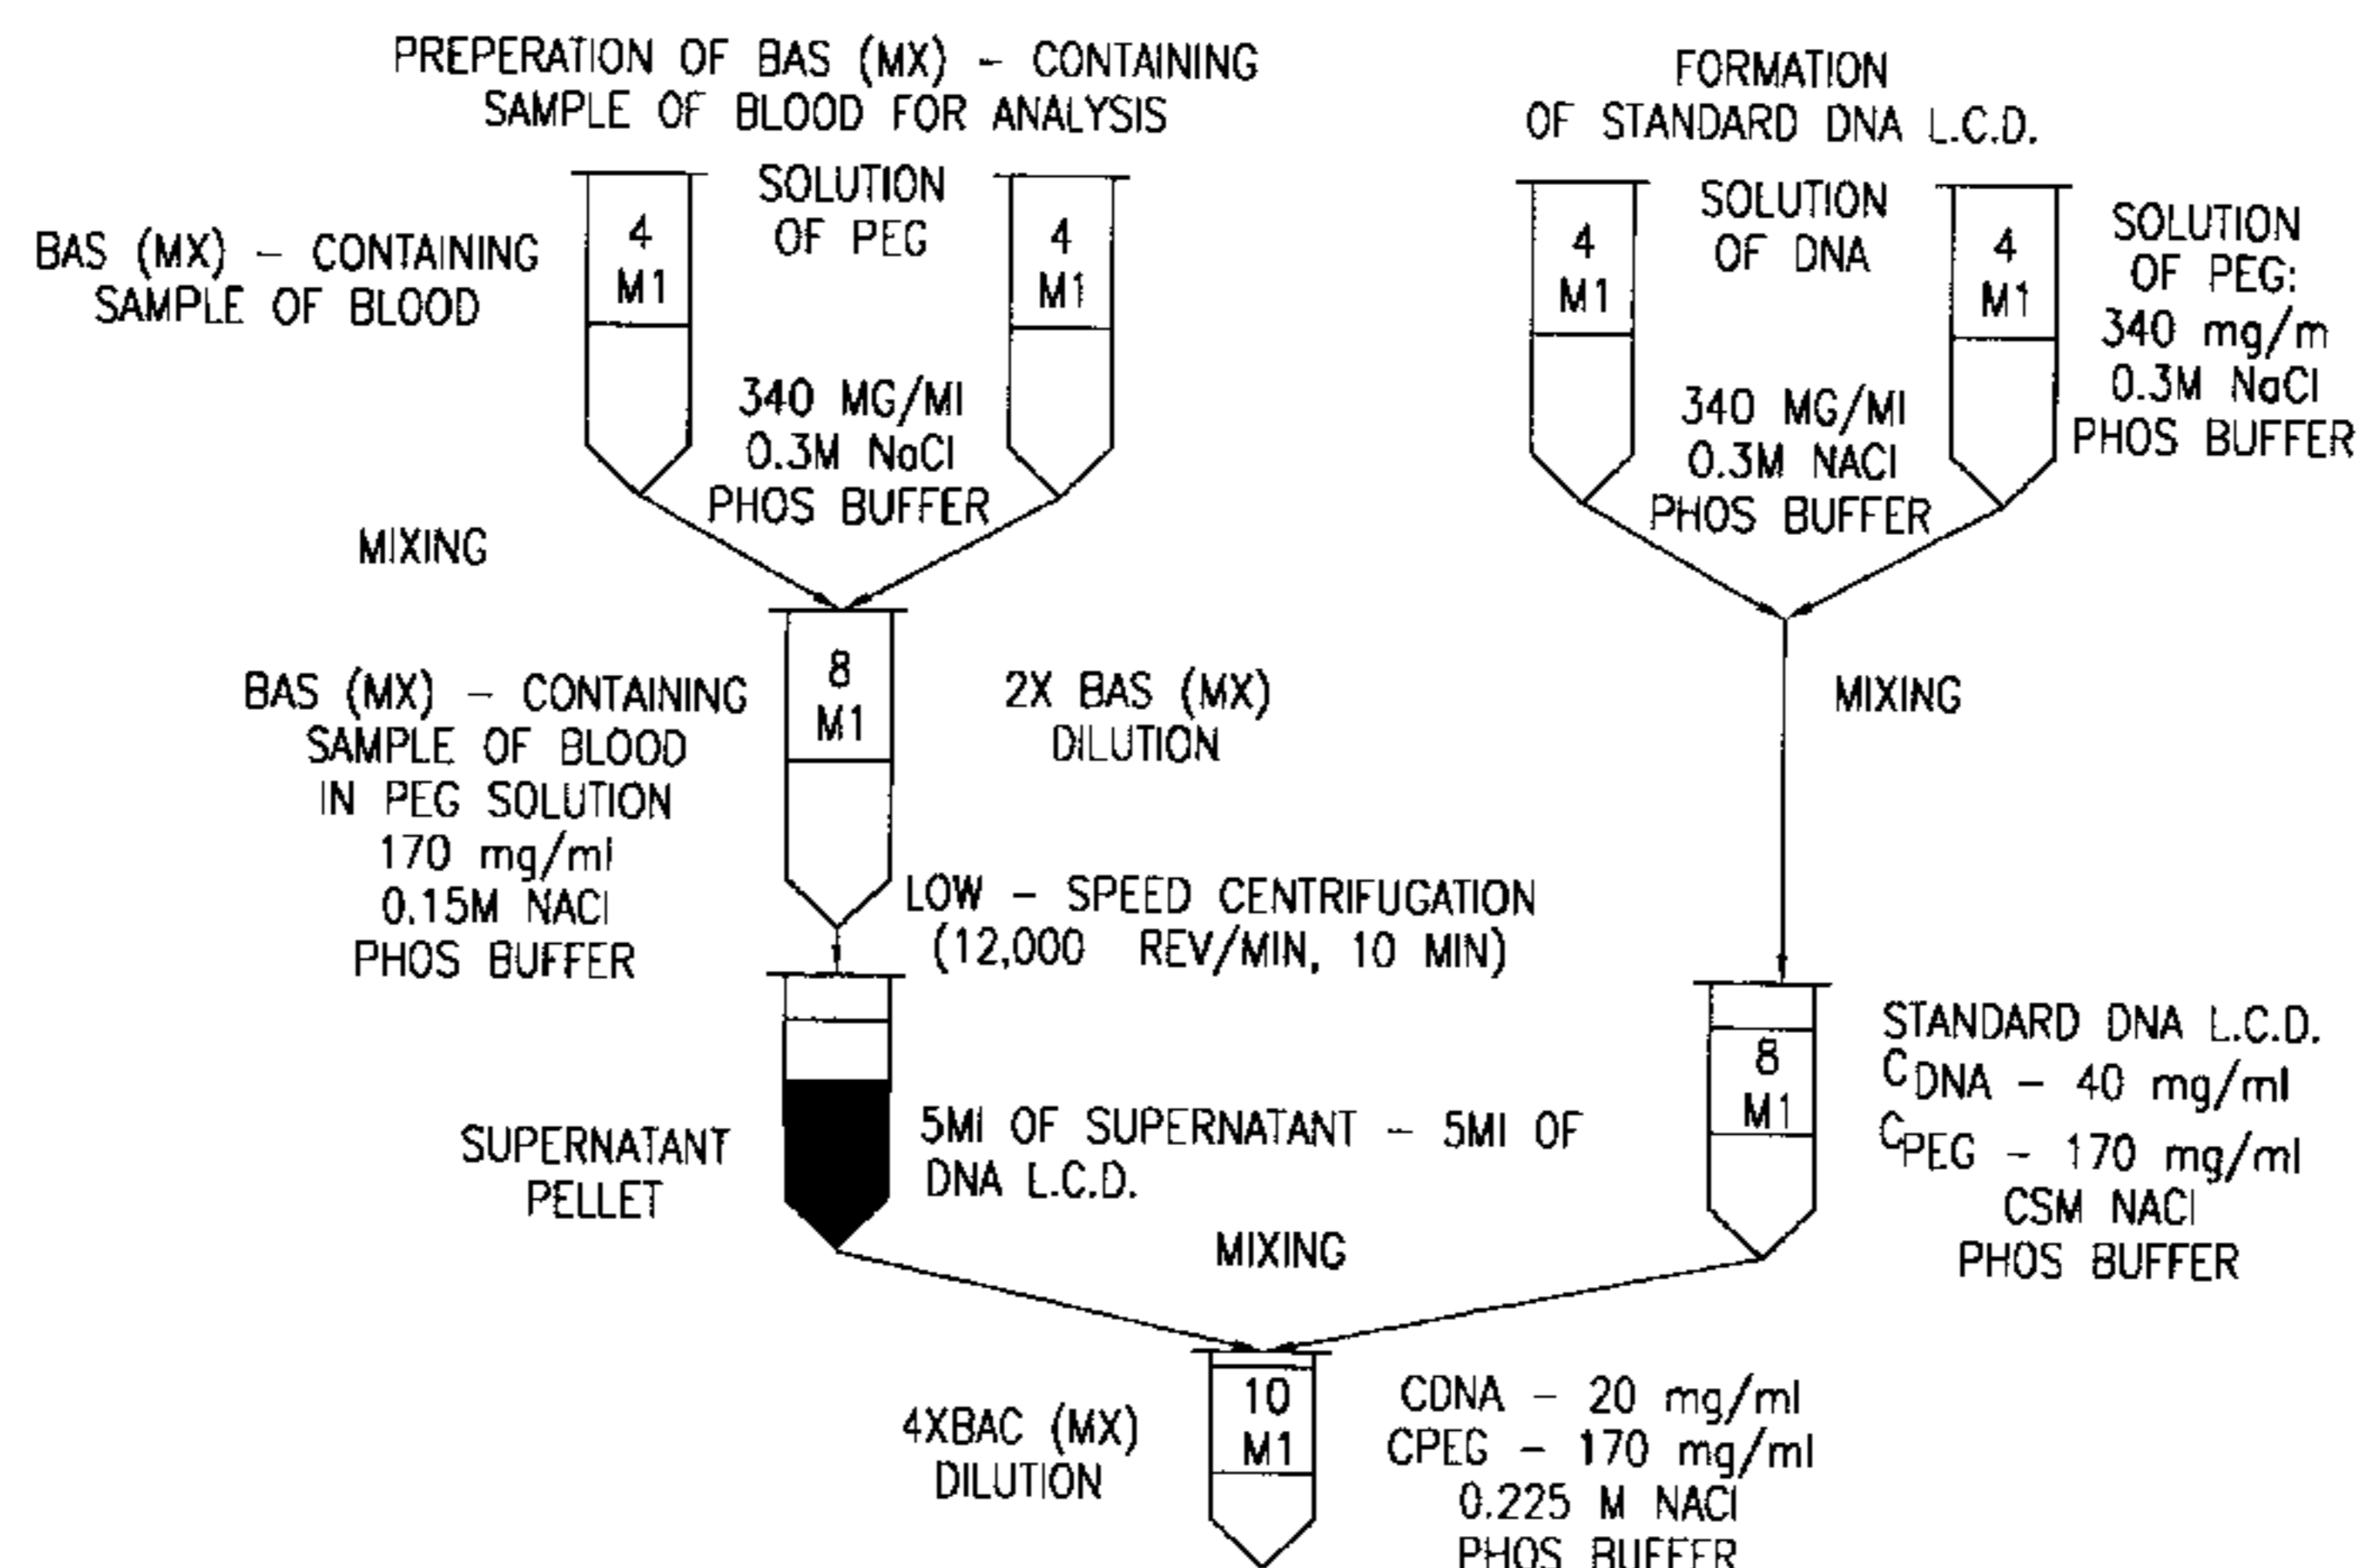 PREPERATION OF BAS (MX) - CONTAINING
SAMPLE OF BLOOD FOR ANALYSIS
FORMATION
OF STANDARD DNA L.C.D.
BAS (MX) - CONTAINING
SAMPLE OF BLOOD
4
M1
SOLUTION
OF PEG
4
M1
340 MG/MI
0.3M NaCl
PHOS BUFFER
4
M1
SOLUTION
OF DNA
4
M1
SOLUTION
OF PEG:
340 mg/m
0.3M NaCl
PHOS BUFFER
340 MG/MI
0.3M NACI
PHOS BUFFER
MIXING
BAS (MX) - CONTAINING
SAMPLE OF BLOOD
IN PEG SOLUTION
170 mg/ml
0.15M NACI
PHOS BUFFER
8
M1
2X BAS (MX)
DILUTION
MIXING
LOW - SPEED CENTRIFUGATION
(12,000 REV/MIN, 10 MIN)
SUPERNATANT
PELLET
5MI OF SUPERNATANT - 5MI OF
DNA L.C.D.
8
M1
STANDARD DNA L.C.D.
CDNA - 40 mg/ml
CPEG - 170 mg/ml
CSM NACI
PHOS BUFFER
MIXING
4XBAC (MX)
DILUTION
10
M1
CDNA - 20 mg/ml
CPEG - 170 mg/ml
0.225 M NACI
PHOS BUFFER